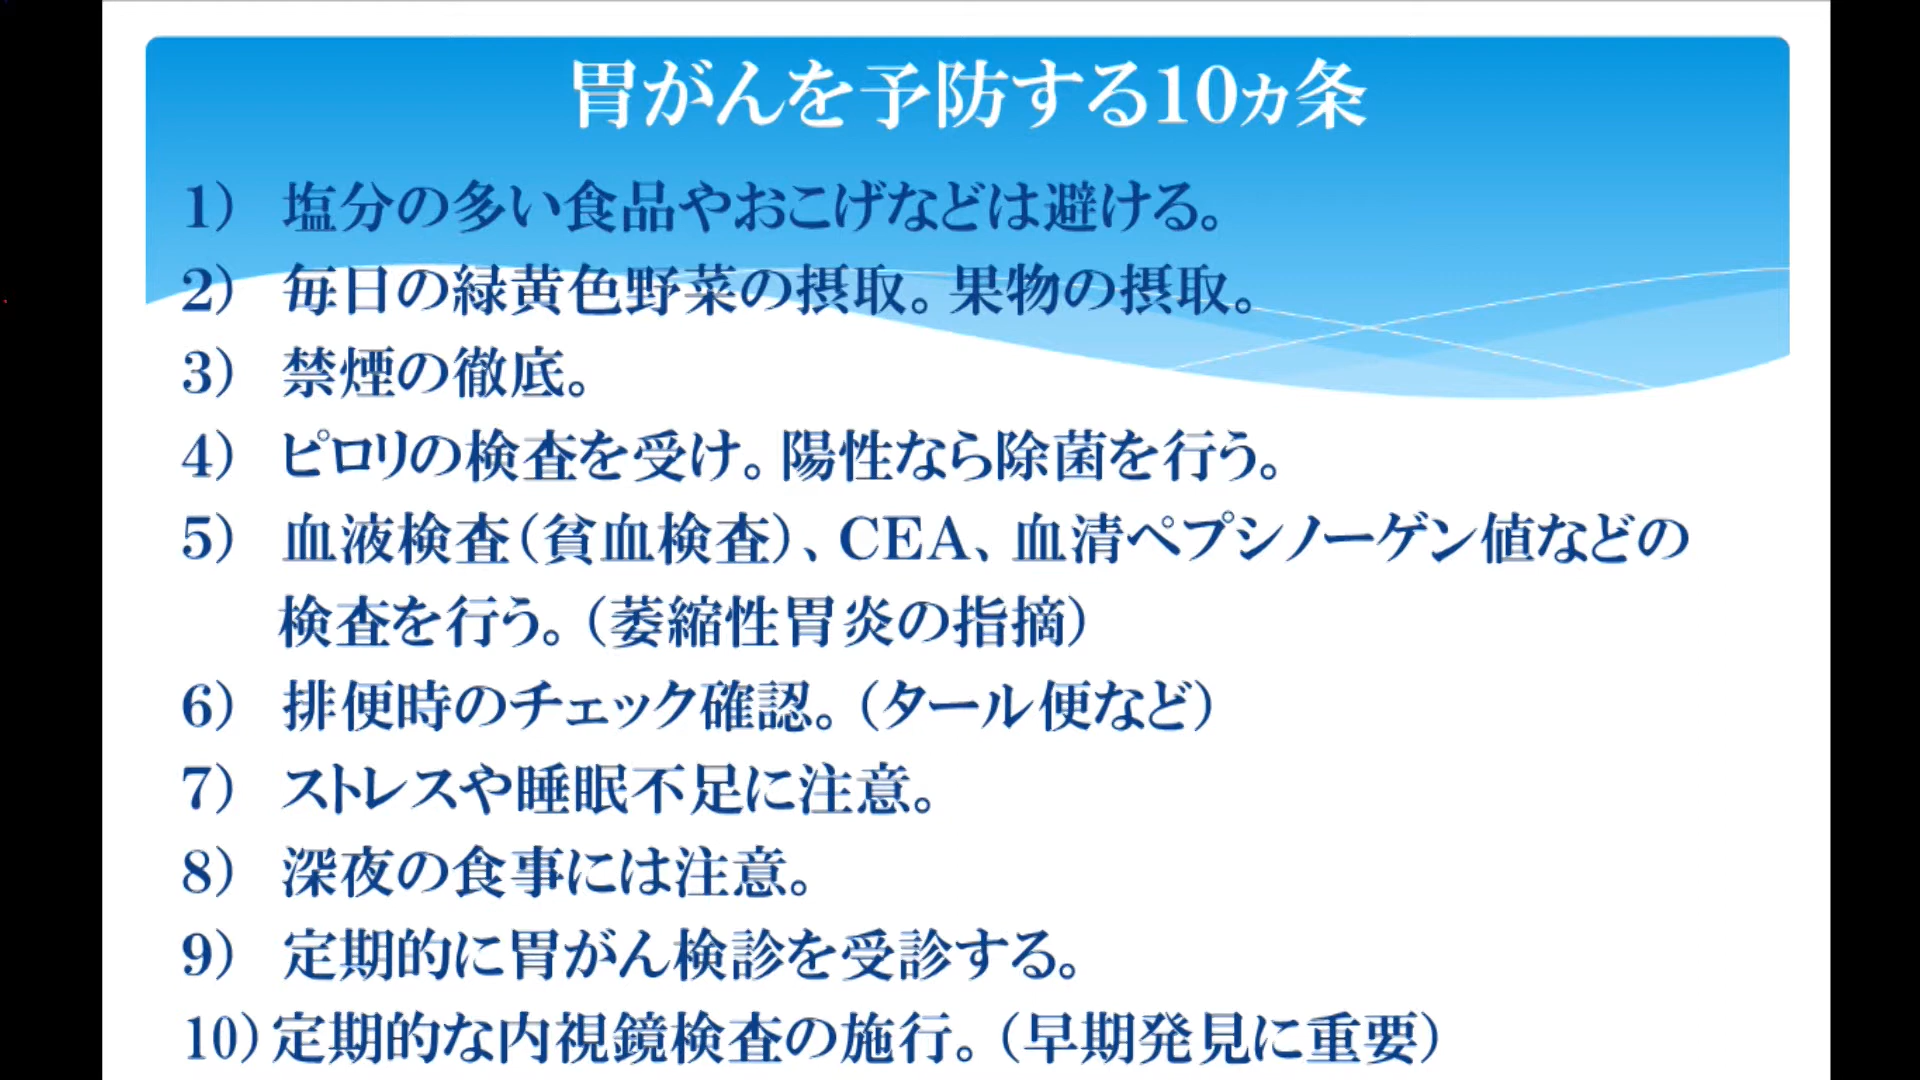 胃がんを予防する10ヵ条
1） 塩分の多い食品やおこげなどは避ける。
2） 毎日の緑黄色野菜の摂取。果物の摂取。
3） 禁煙の徹底。
4） ピロリの検査を受け。陽性なら除菌を行う。
5） 血液検査（貧血検査）、CEA、血清ペプシノーゲン値などの
検査を行う。（萎縮性胃炎の指摘）
6） 排便時のチェック確認。（タール便など）
7） ストレスや睡眠不足に注意。
8） 深夜の食事には注意。
9） 定期的に胃がん検診を受診する。
10）定期的な内視鏡検査の施行。（早期発見に重要）